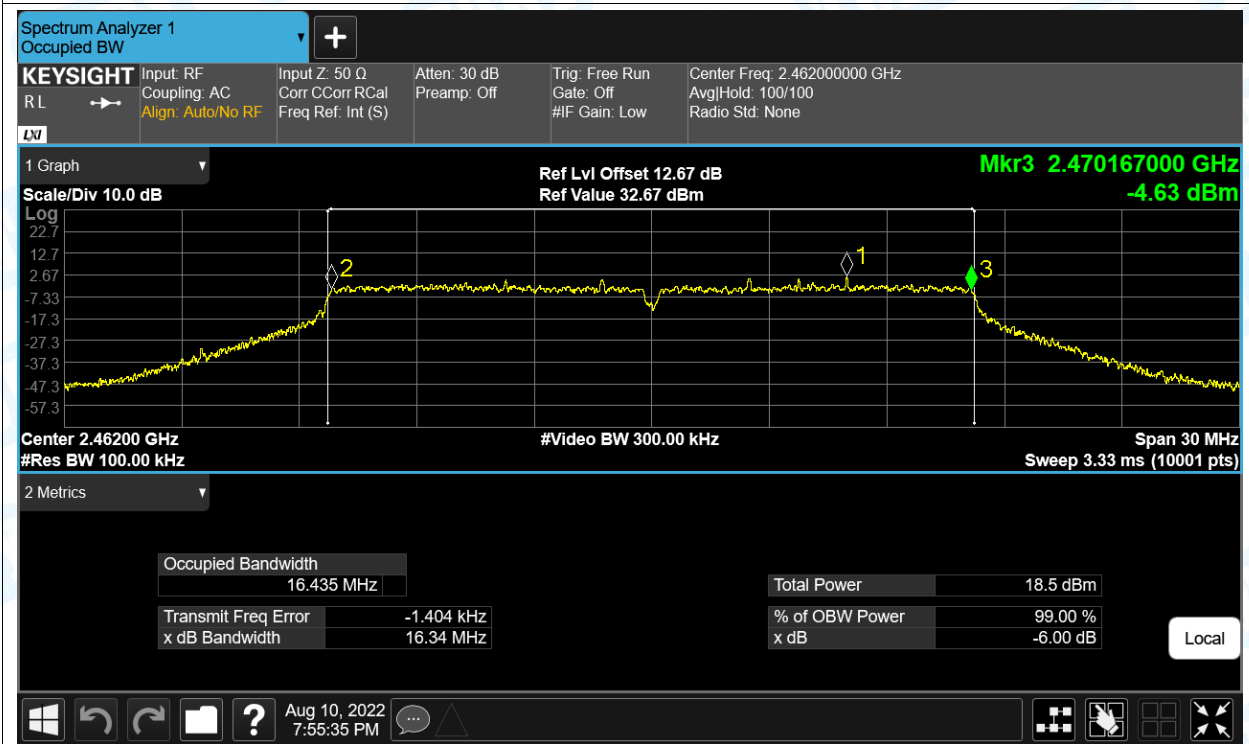 Spectrum Analyzer 1
Occupied BW
KEYSIGHT
R L
LXI
Input: RF
Coupling: AC
Align: Auto/No RF
Input Z: 50 Ω
Corr CCorr RCal
Freq Ref: Int (S)
Atten: 30 dB
Preamp: Off
Trig: Free Run
Gate: Off
#IF Gain: Low
Center Freq: 2.462000000 GHz
Avg|Hold: 100/100
Radio Std: None
1 Graph
Scale/Div 10.0 dB
Ref Lvl Offset 12.67 dB
Ref Value 32.67 dBm
Mkr3 2.470167000 GHz
-4.63 dBm
Log
22.7
12.7
2.67
-7.33
-17.3
-27.3
-37.3
-47.3
-57.3
2
1
3
Center 2.46200 GHz
#Res BW 100.00 kHz
#Video BW 300.00 kHz
Span 30 MHz
Sweep 3.33 ms (10001 pts)
2 Metrics
Occupied Bandwidth
16.435 MHz
Transmit Freq Error -1.404 kHz
x dB Bandwidth 16.34 MHz
Total Power 18.5 dBm
% of OBW Power 99.00 %
x dB -6.00 dB
Local
?
Aug 10, 2022
7:55:35 PM